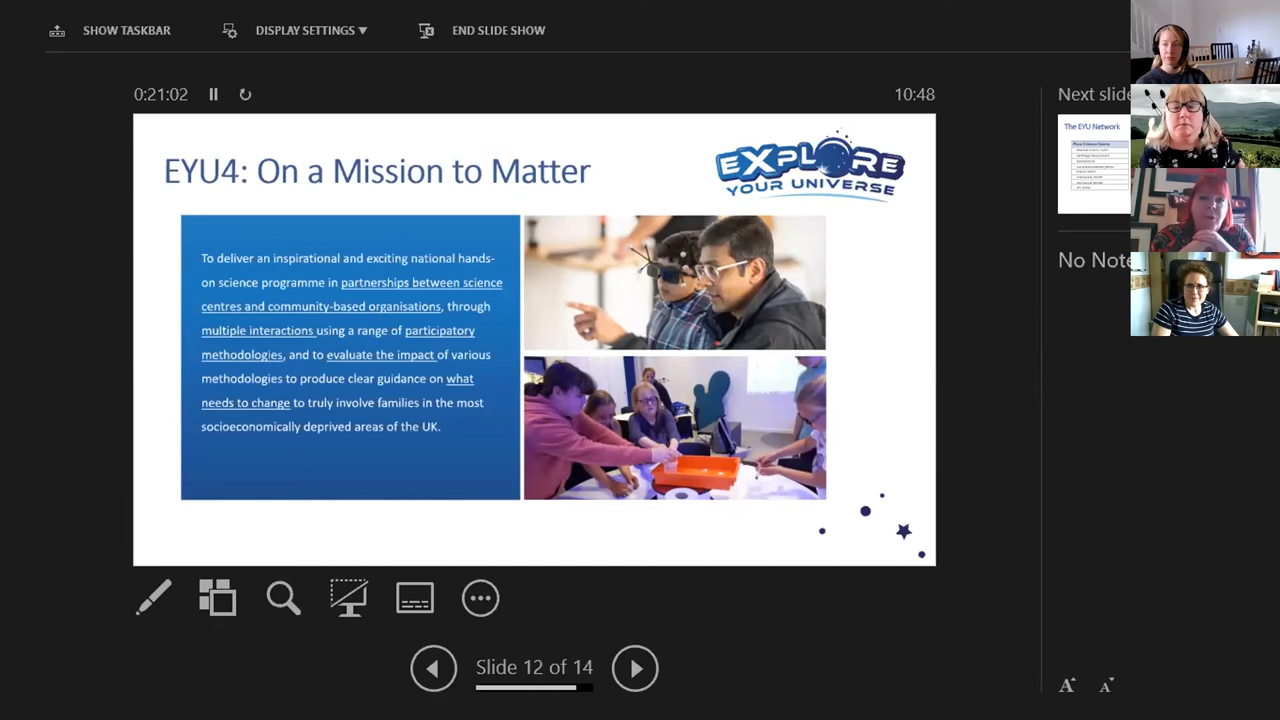 SHOW TASKBAR
DISPLAY SETTINGS ▼
END SLIDE SHOW
0:21:02
10:48
EYU4: On a Mission to Matter
EXPLORE
YOUR UNIVERSE
To deliver an inspirational and exciting national hands-
on science programme in partnerships between science
centres and community-based organisations, through
multiple interactions using a range of participatory
methodologies, and to evaluate the impact of various
methodologies to produce clear guidance on what
needs to change to truly involve families in the most
socioeconomically deprived areas of the UK.
Slide 12 of 14
Next slide
The EYU Network
No Note
A
A